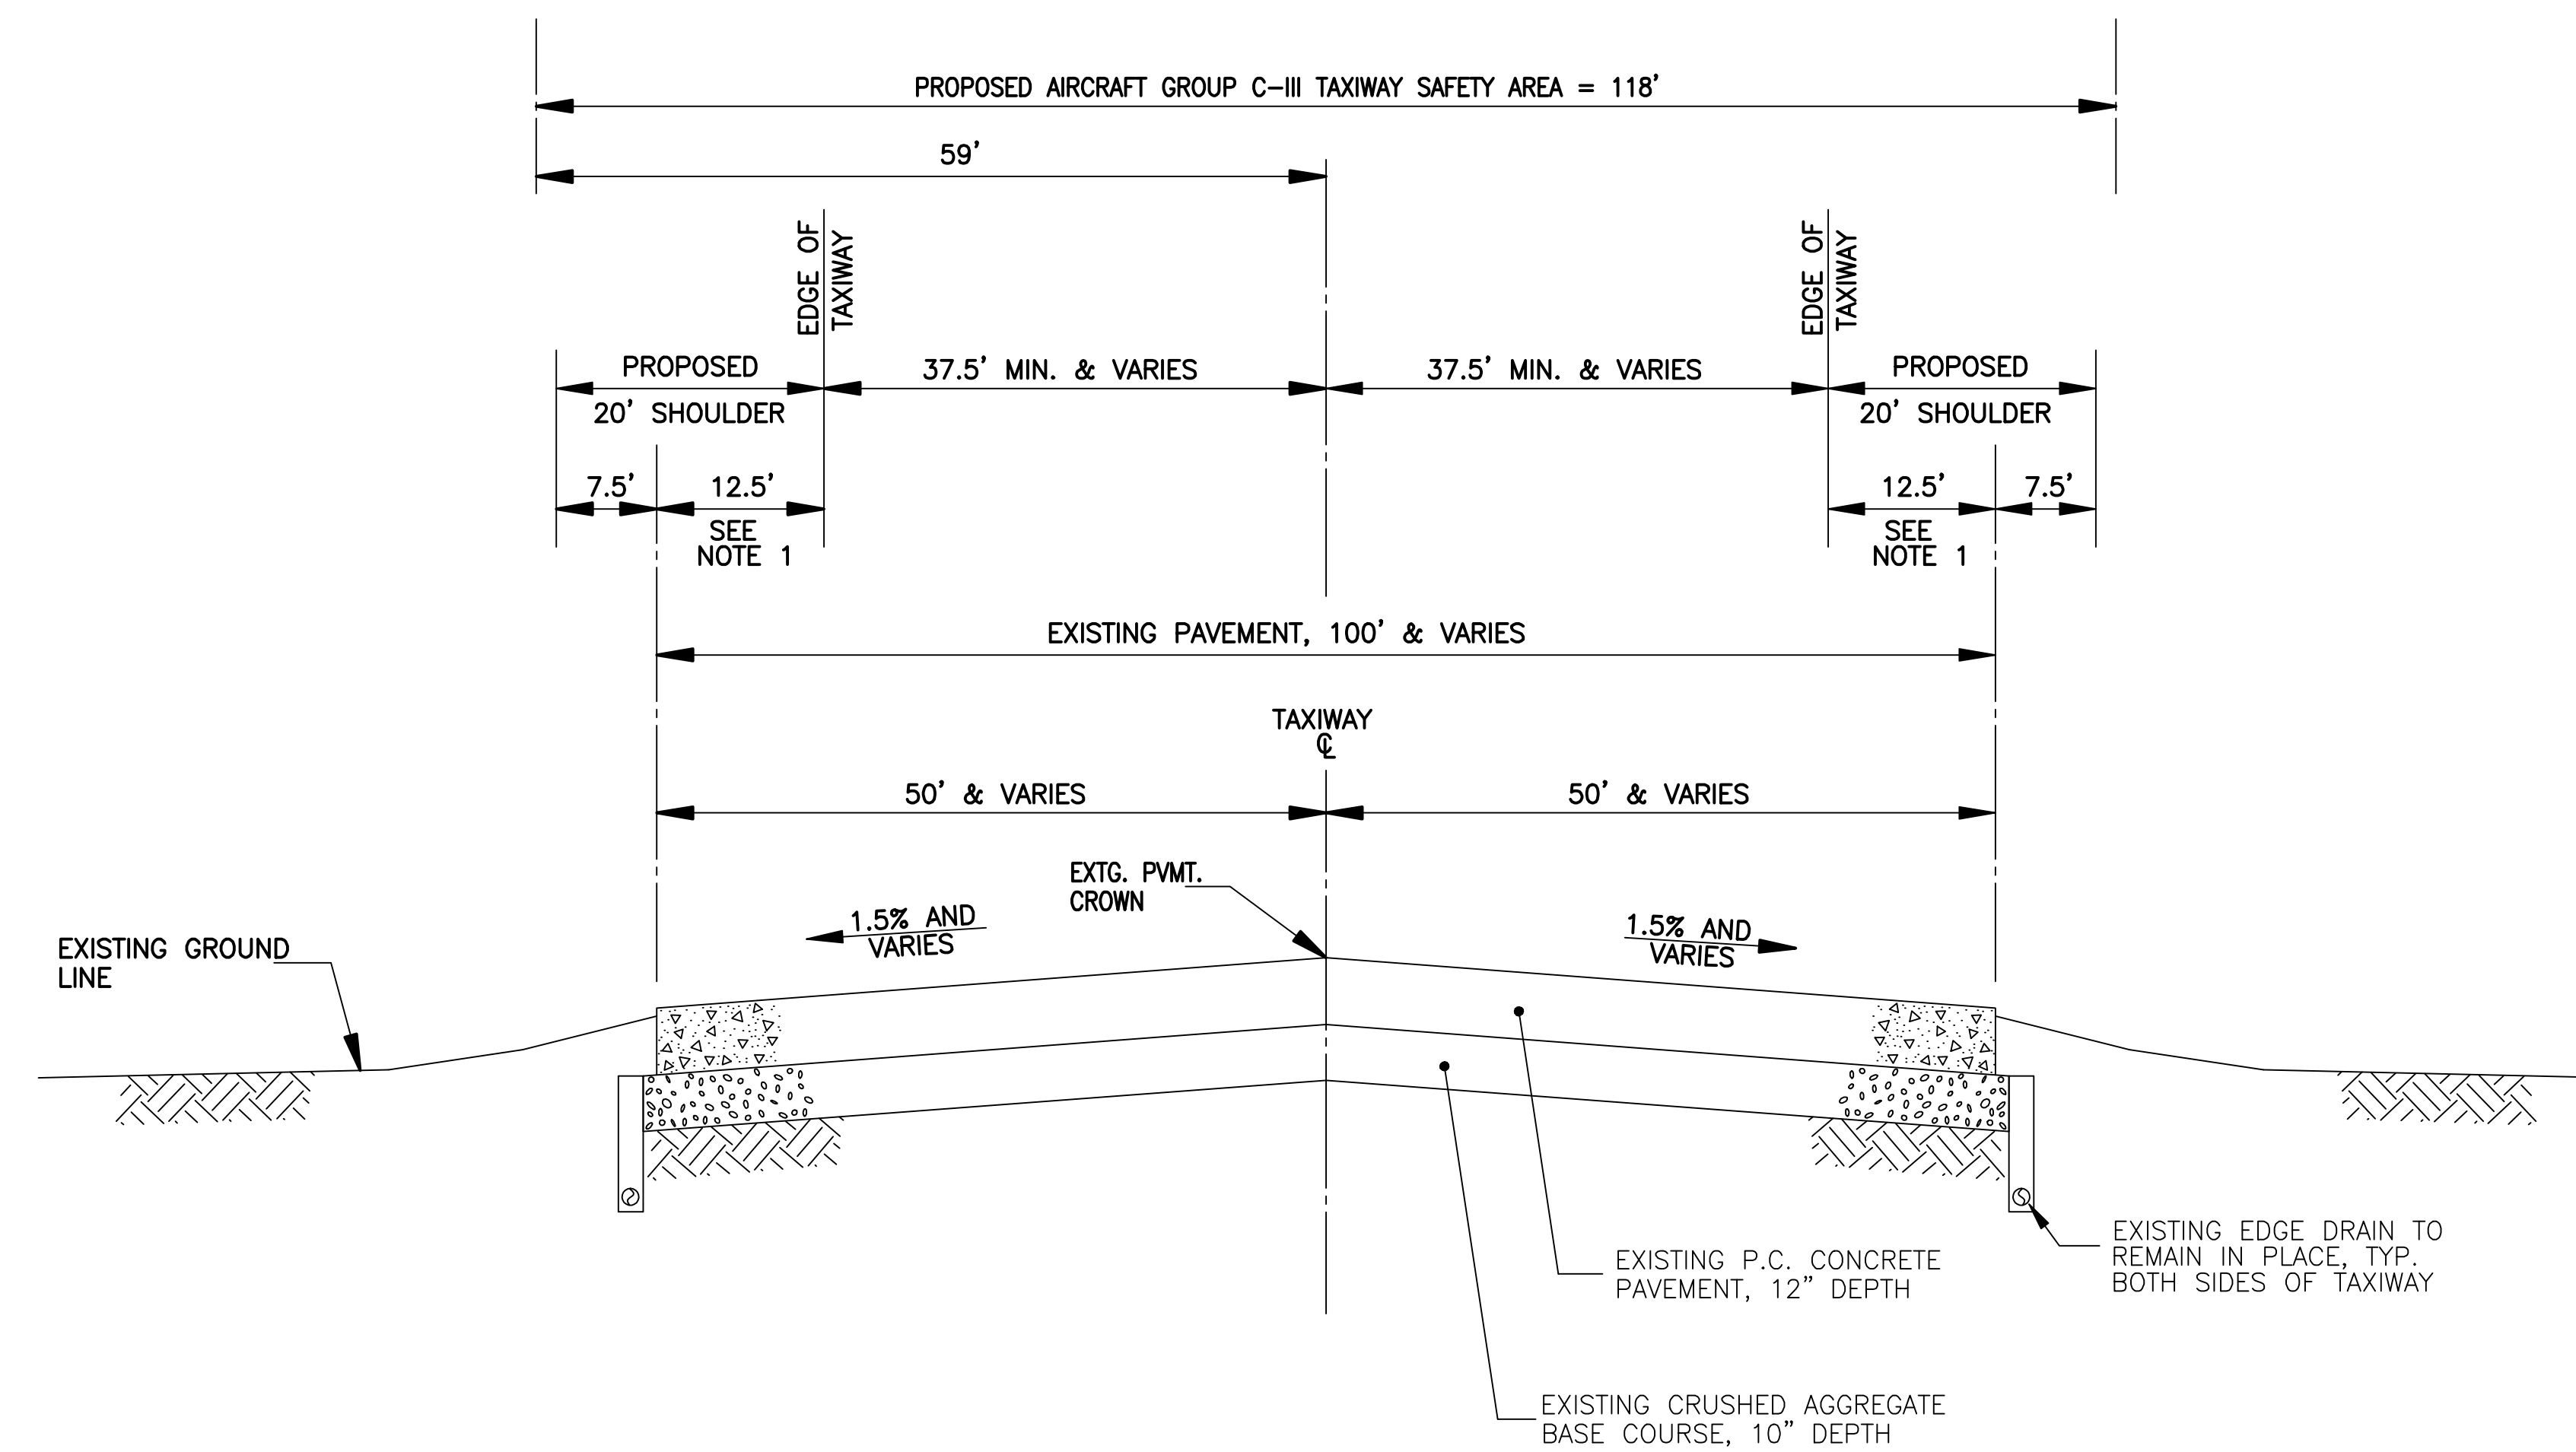 PROPOSED AIRCRAFT GROUP C-III TAXIWAY SAFETY AREA = 118'
59'
EDGE OF
TAXIWAY
EDGE OF
TAXIWAY
PROPOSED
20' SHOULDER
37.5' MIN. & VARIES
37.5' MIN. & VARIES
PROPOSED
20' SHOULDER
7.5'
12.5'
SEE
NOTE 1
12.5'
SEE
NOTE 1
7.5'
EXISTING PAVEMENT, 100' & VARIES
TAXIWAY
℄
50' & VARIES
50' & VARIES
EXTG. PVMT.
CROWN
1.5% AND
VARIES
1.5% AND
VARIES
EXISTING GROUND
LINE
EXISTING P.C. CONCRETE
PAVEMENT, 12" DEPTH
EXISTING EDGE DRAIN TO
REMAIN IN PLACE, TYP.
BOTH SIDES OF TAXIWAY
EXISTING CRUSHED AGGREGATE
BASE COURSE, 10" DEPTH